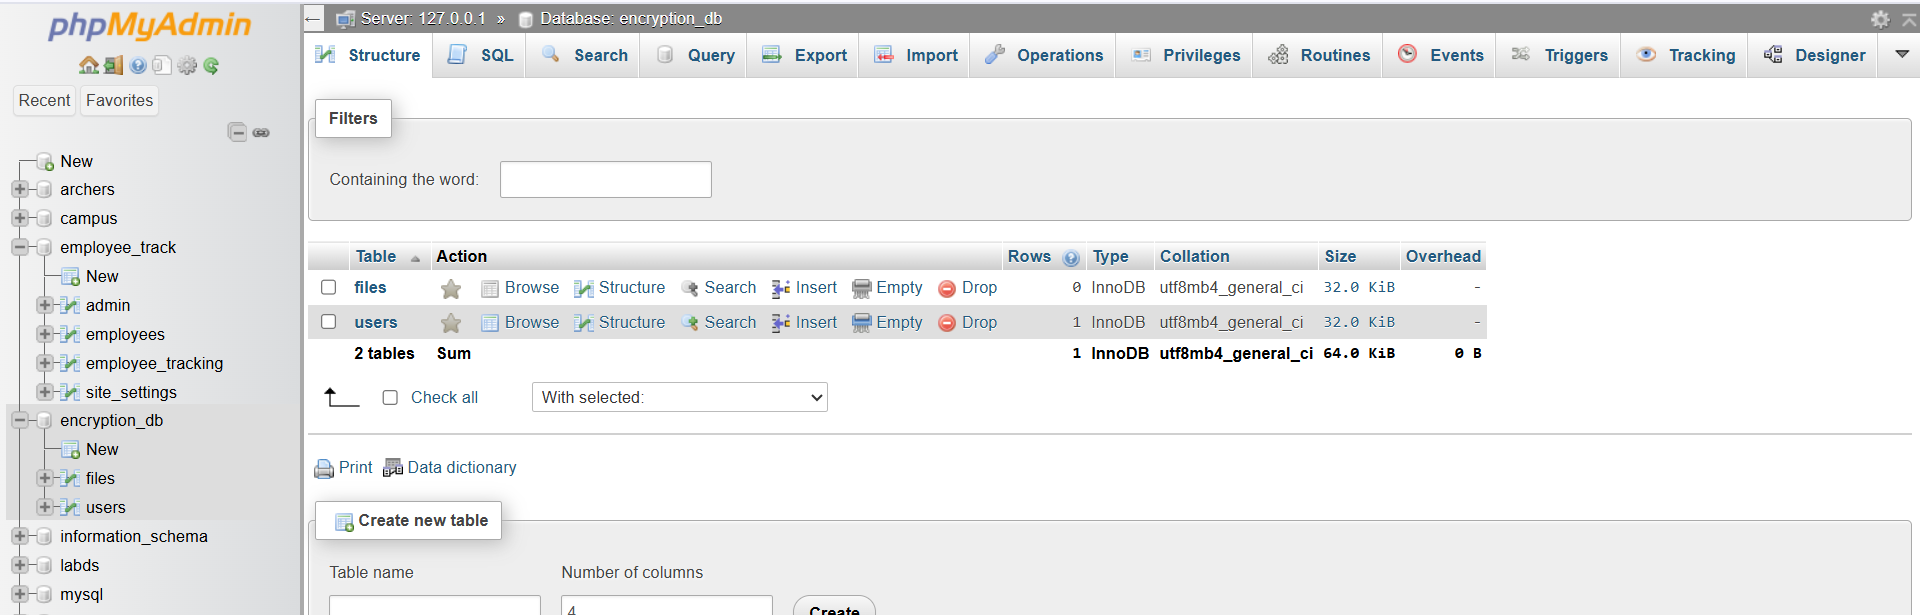 phpMyAdmin
Recent Favorites
New
archers
campus
employee_track
New
admin
employees
employee_tracking
site_settings
encryption_db
New
files
users
information_schema
labds
mysql
Server: 127.0.0.1 » Database: encryption_db
Structure SQL Search Query Export Import Operations Privileges Routines Events Triggers Tracking Designer
Filters
Containing the word:
Table Action Rows Type Collation Size Overhead
files Browse Structure Search Insert Empty Drop 0 InnoDB utf8mb4_general_ci 32.0 KiB -
users Browse Structure Search Insert Empty Drop 1 InnoDB utf8mb4_general_ci 32.0 KiB -
2 tables Sum 1 InnoDB utf8mb4_general_ci 64.0 KiB 0 B
Check all With selected:
Print Data dictionary
Create new table
Table name Number of columns
4 Create